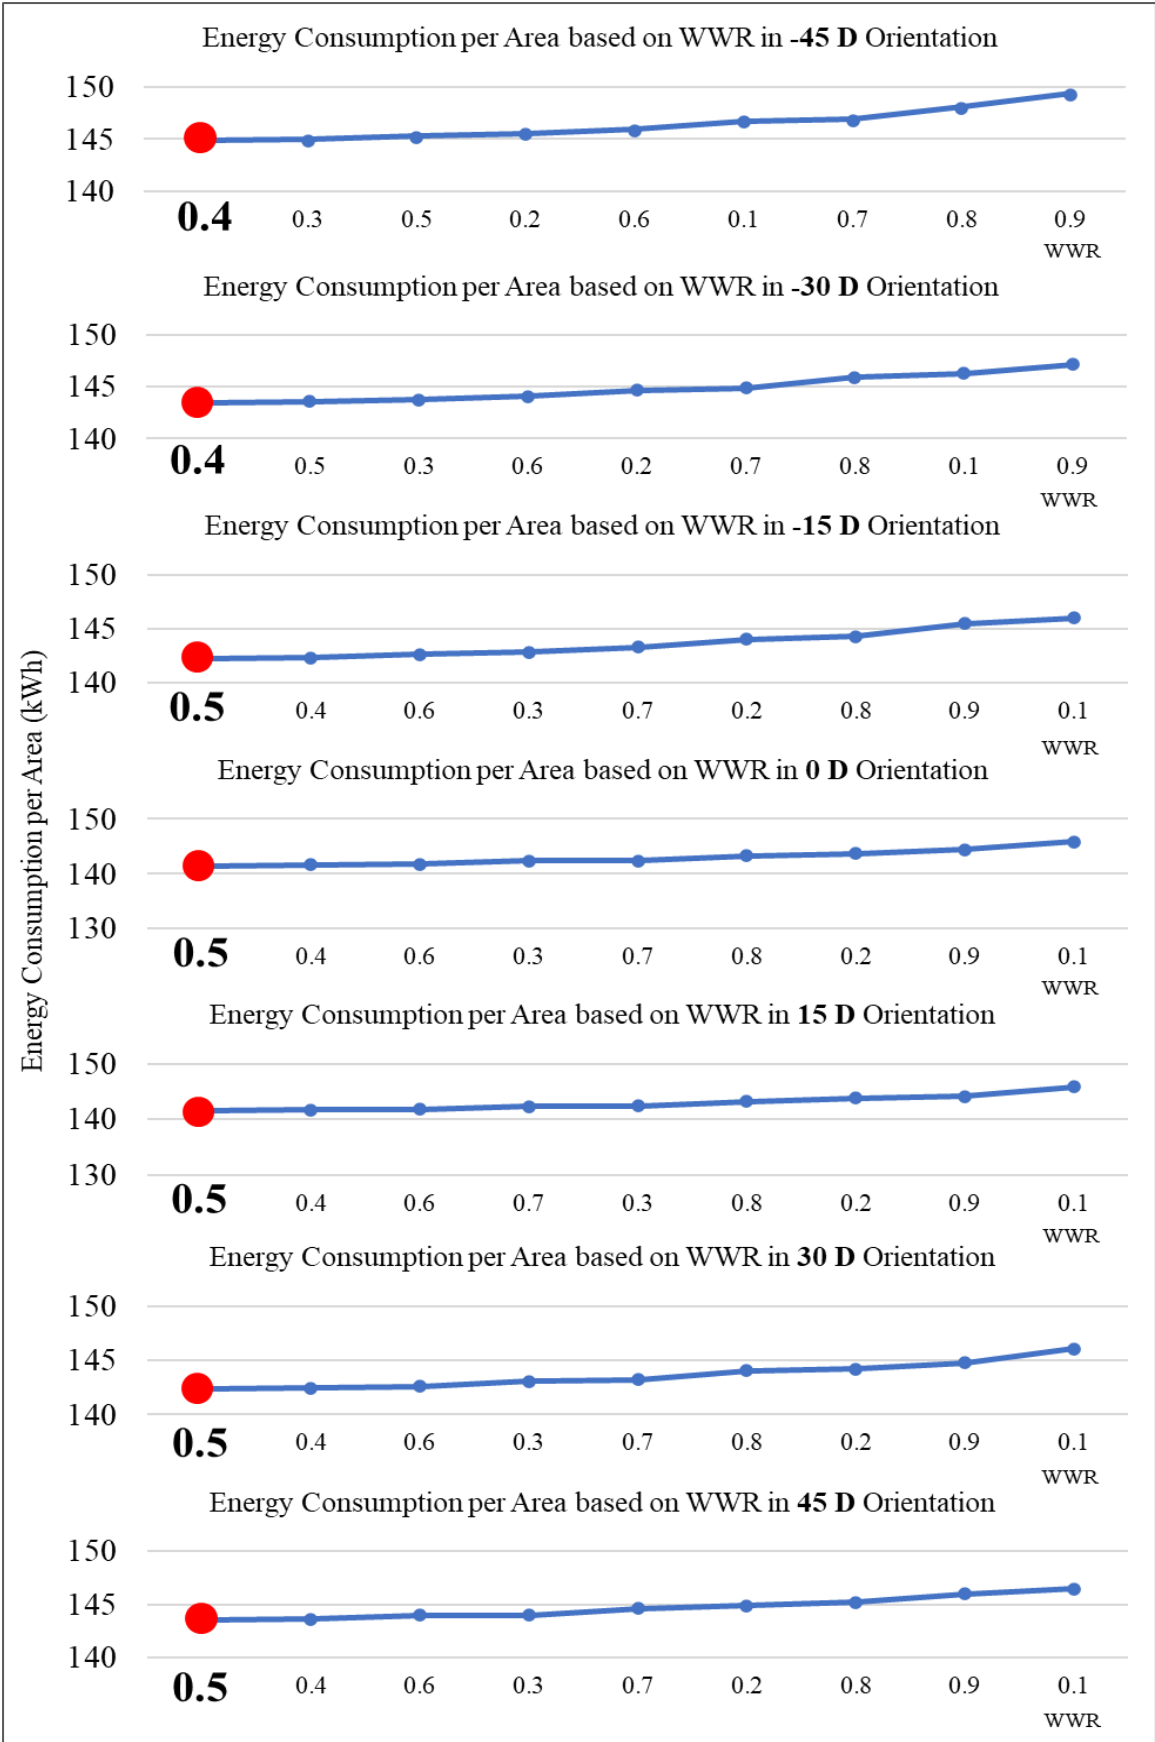 Energy Consumption per Area (kWh)
Energy Consumption per Area based on WWR in -45 D Orientation
150
145
140
0.4 0.3 0.5 0.2 0.6 0.1 0.7 0.8 0.9
WWR
Energy Consumption per Area based on WWR in -30 D Orientation
150
145
140
0.4 0.5 0.3 0.6 0.2 0.7 0.8 0.1 0.9
WWR
Energy Consumption per Area based on WWR in -15 D Orientation
150
145
140
0.5 0.4 0.6 0.3 0.7 0.2 0.8 0.9 0.1
WWR
Energy Consumption per Area based on WWR in 0 D Orientation
150
140
130
0.5 0.4 0.6 0.3 0.7 0.8 0.2 0.9 0.1
WWR
Energy Consumption per Area based on WWR in 15 D Orientation
150
140
130
0.5 0.4 0.6 0.7 0.3 0.8 0.2 0.9 0.1
WWR
Energy Consumption per Area based on WWR in 30 D Orientation
150
145
140
0.5 0.4 0.6 0.3 0.7 0.8 0.2 0.9 0.1
WWR
Energy Consumption per Area based on WWR in 45 D Orientation
150
145
140
0.5 0.4 0.6 0.3 0.7 0.2 0.8 0.9 0.1
WWR